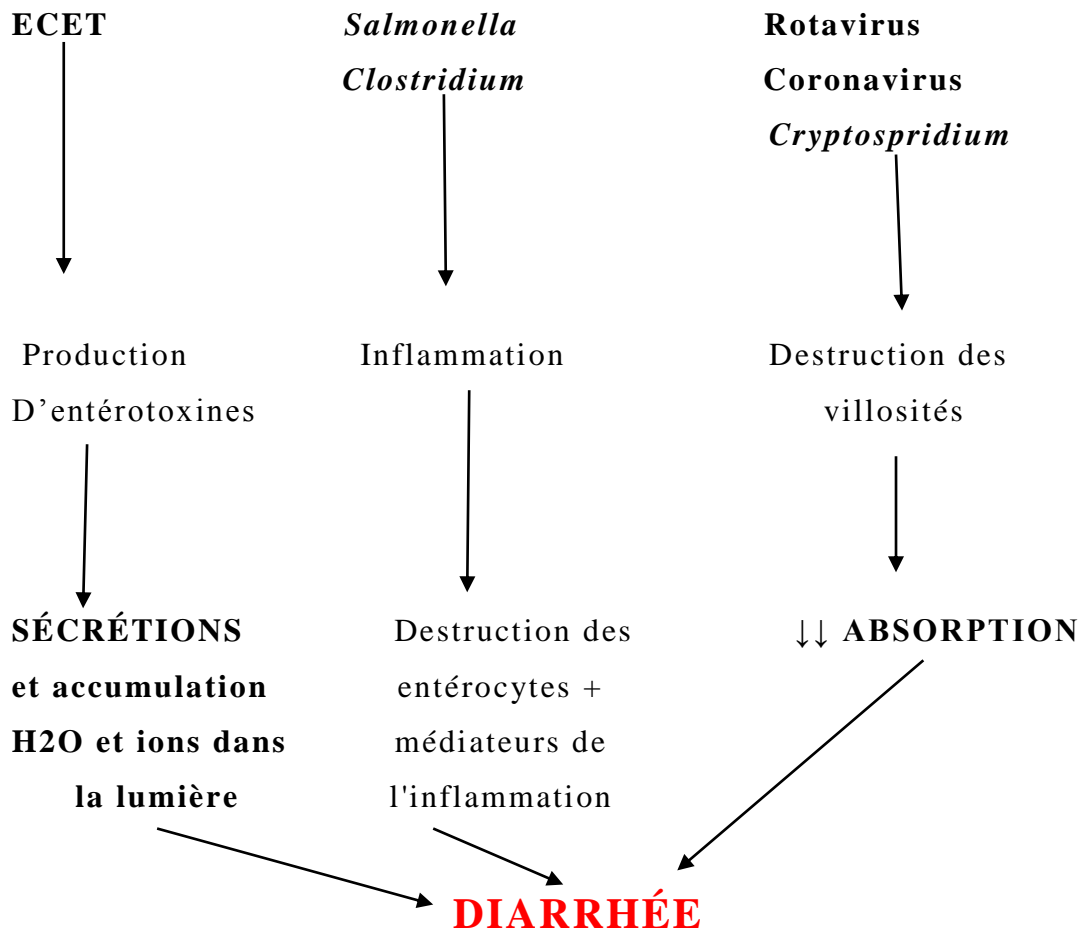 ECET
Salmonella
Clostridium
Rotavirus
Coronavirus
Cryptospridium
Production
D’entérotoxines
Inflammation
Destruction des
villosités
SÉCRÉTIONS
et accumulation
H2O et ions dans
la lumière
Destruction des
entérocytes +
médiateurs de
l'inflammation
↓↓ ABSORPTION
DIARRHÉE